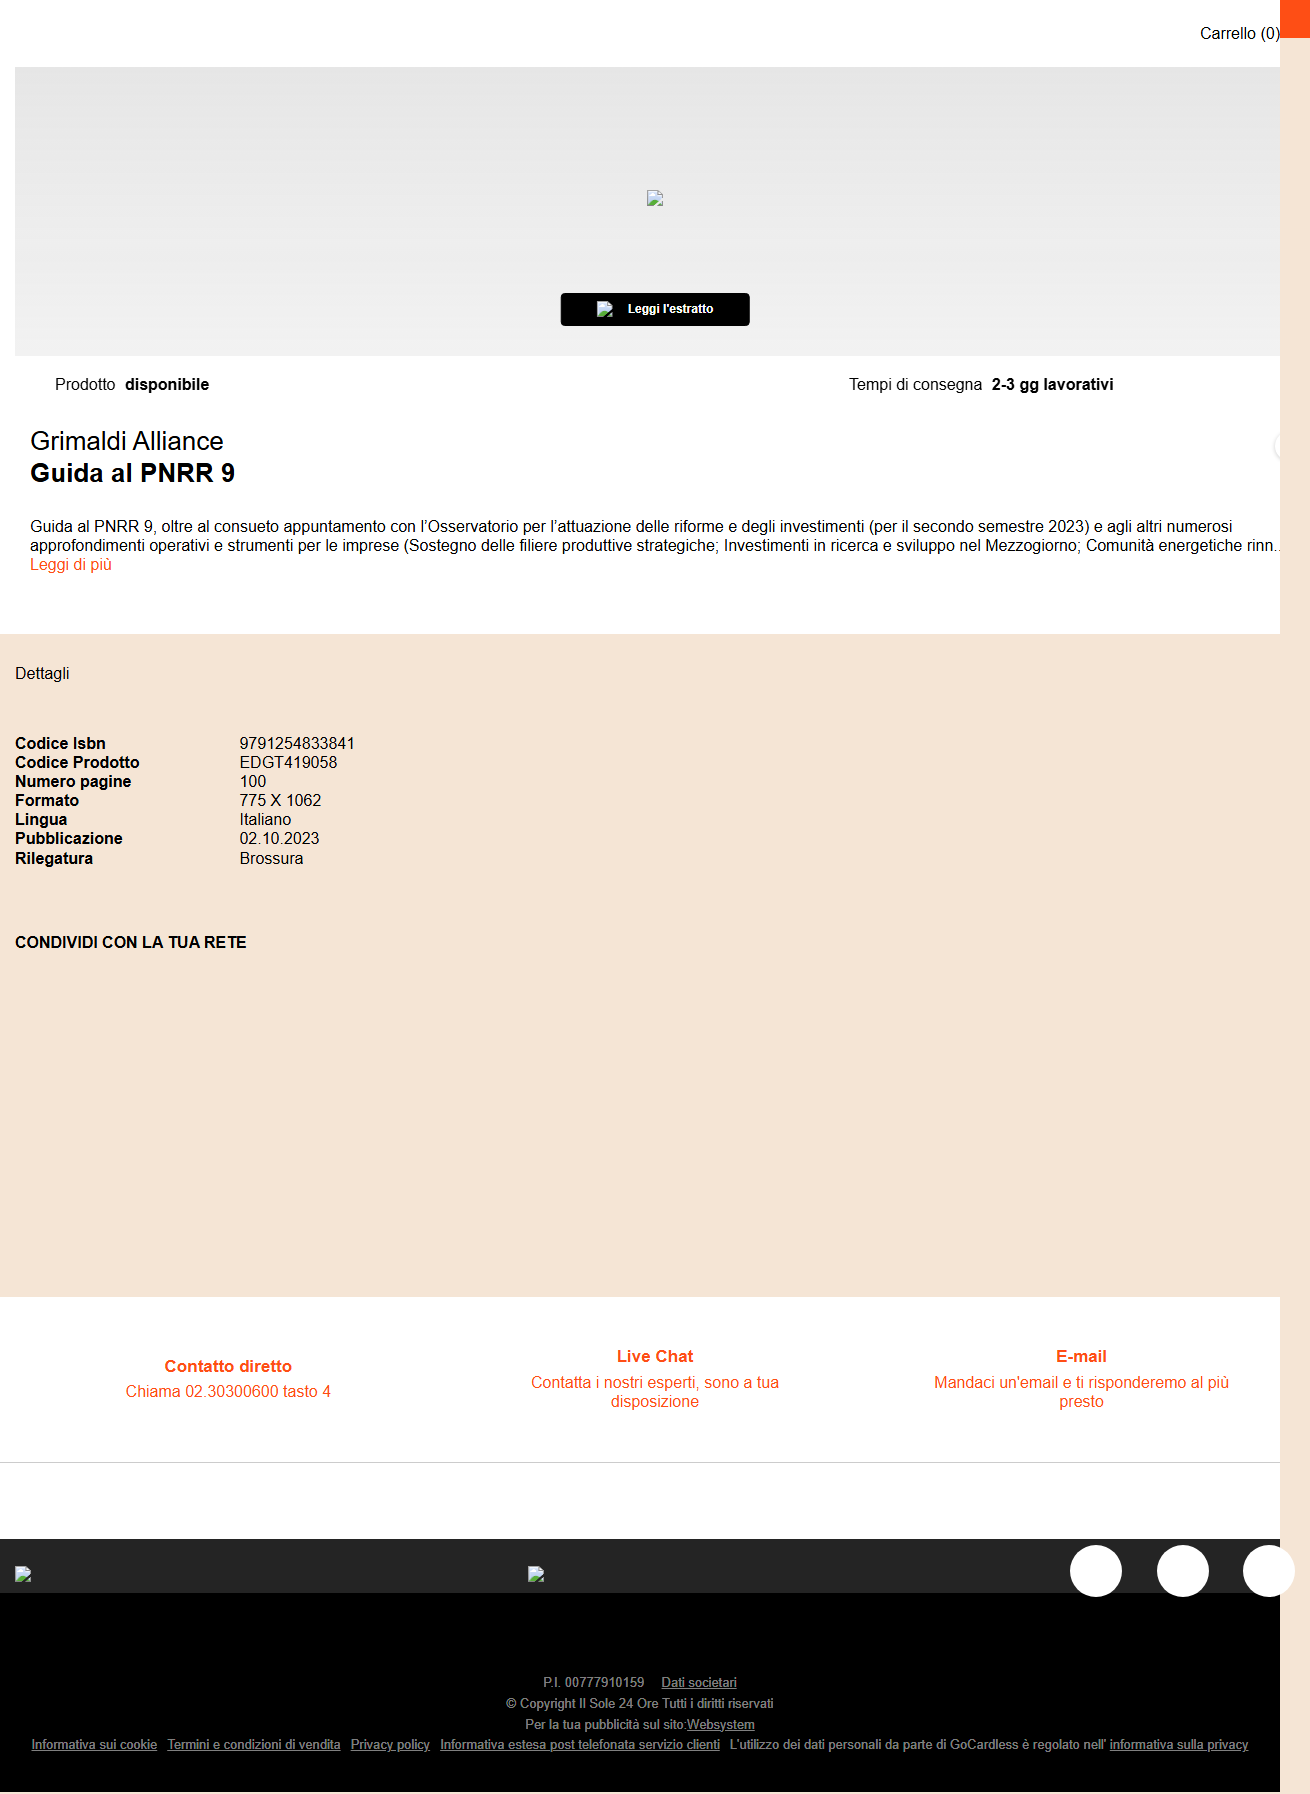 Carrello (0)
Leggi l'estratto
Prodotto disponibile
Tempi di consegna 2-3 gg lavorativi
Grimaldi Alliance
Guida al PNRR 9
Guida al PNRR 9, oltre al consueto appuntamento con l’Osservatorio per l’attuazione delle riforme e degli investimenti (per il secondo semestre 2023) e agli altri numerosi
approfondimenti operativi e strumenti per le imprese (Sostegno delle filiere produttive strategiche; Investimenti in ricerca e sviluppo nel Mezzogiorno; Comunità energetiche rinn...
Leggi di più
Dettagli
Codice Isbn 9791254833841
Codice Prodotto EDGT419058
Numero pagine 100
Formato 775 X 1062
Lingua Italiano
Pubblicazione 02.10.2023
Rilegatura Brossura
CONDIVIDI CON LA TUA RETE
Contatto diretto
Chiama 02.30300600 tasto 4
Live Chat
Contatta i nostri esperti, sono a tua
disposizione
E-mail
Mandaci un'email e ti risponderemo al più
presto
P.I. 00777910159 Dati societari
© Copyright Il Sole 24 Ore Tutti i diritti riservati
Per la tua pubblicità sul sito:Websystem
Informativa sui cookie Termini e condizioni di vendita Privacy policy Informativa estesa post telefonata servizio clienti L'utilizzo dei dati personali da parte di GoCardless è regolato nell' informativa sulla privacy